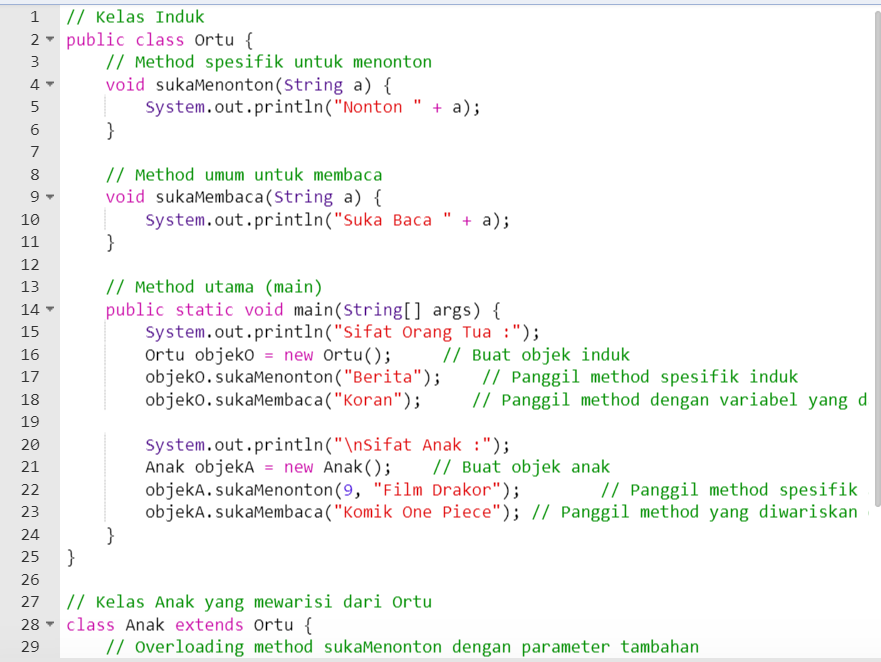 1 // Kelas Induk
2 public class Ortu {
3 // Method spesifik untuk menonton
4 void sukaMenonton(String a) {
5 System.out.println("Nonton " + a);
6 }
7
8 // Method umum untuk membaca
9 void sukaMembaca(String a) {
10 System.out.println("Suka Baca " + a);
11 }
12
13 // Method utama (main)
14 public static void main(String[] args) {
15 System.out.println("Sifat Orang Tua :");
16 Ortu objekO = new Ortu(); // Buat objek induk
17 objekO.sukaMenonton("Berita"); // Panggil method spesifik induk
18 objekO.sukaMembaca("Koran"); // Panggil method dengan variabel yang d
19
20 System.out.println("\nSifat Anak :");
21 Anak objekA = new Anak(); // Buat objek anak
22 objekA.sukaMenonton(9, "Film Drakor"); // Panggil method spesifik
23 objekA.sukaMembaca("Komik One Piece"); // Panggil method yang diwariskan
24 }
25 }
26
27 // Kelas Anak yang mewarisi dari Ortu
28 class Anak extends Ortu {
29 // Overloading method sukaMenonton dengan parameter tambahan